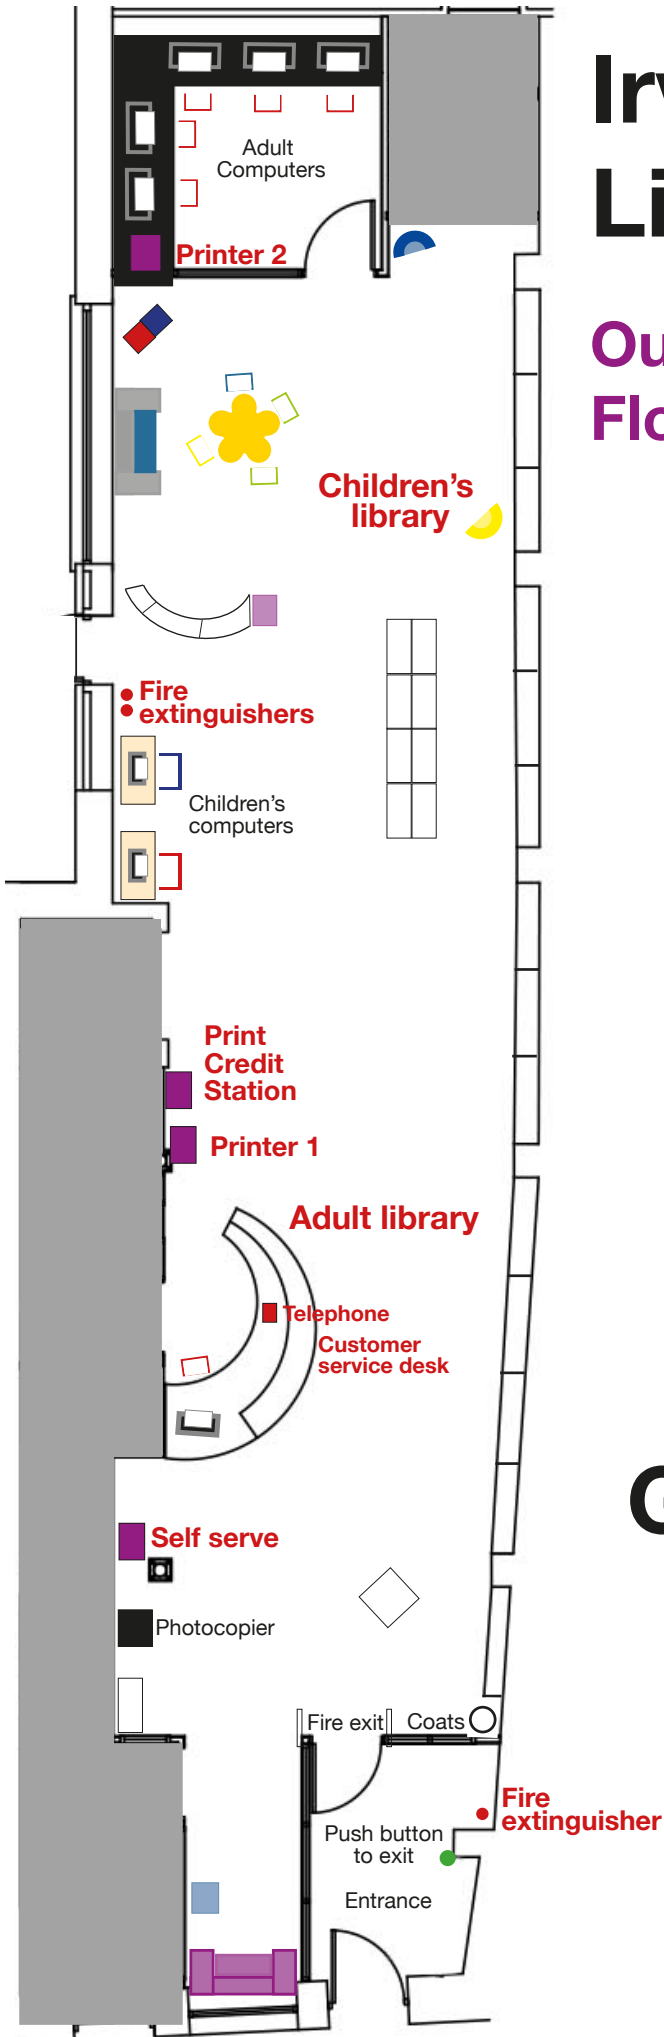 Adult
Computers
Printer 2
Children's
library
Fire
extinguishers
Children's
computers
Print
Credit
Station
Printer 1
Adult library
Telephone
Customer
service desk
Self serve
Photocopier
Fire exit
Coats
Fire
extinguisher
Push button
to exit
Entrance